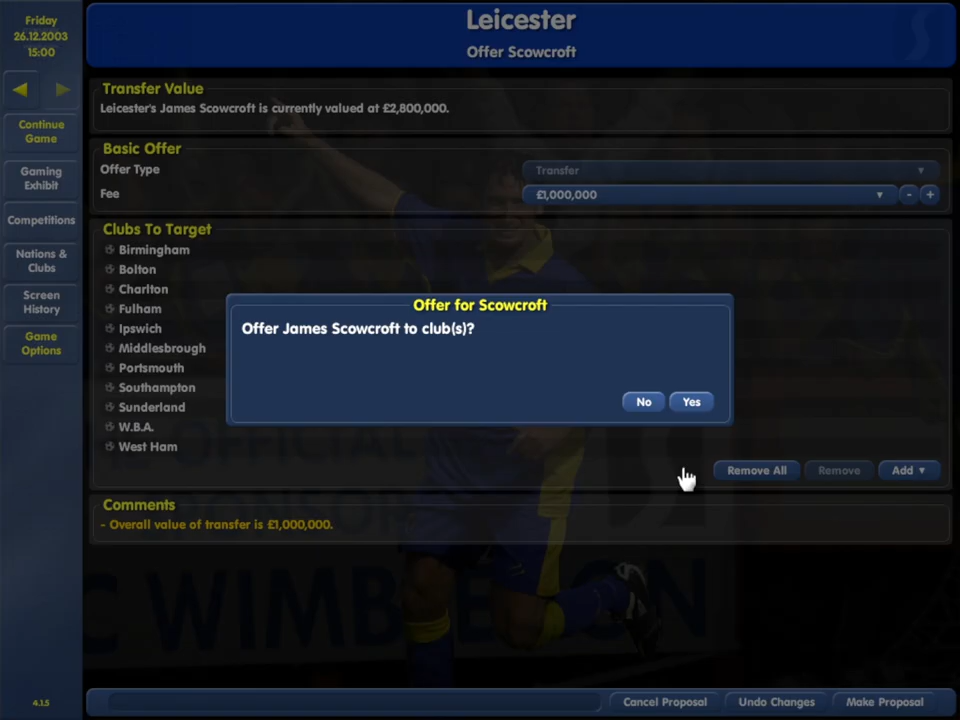 Friday
26.12.2003
15:00
Continue
Game
Gaming
Exhibit
Competitions
Nations &
Clubs
Screen
History
Game
Options
4.1.5
Leicester
Offer Scowcroft
Transfer Value
Leicester's James Scowcroft is currently valued at £2,800,000.
Basic Offer
Offer Type Transfer
Fee £1,000,000 - +
Clubs To Target
Birmingham
Bolton
Charlton
Fulham
Ipswich
Middlesbrough
Portsmouth
Southampton
Sunderland
W.B.A.
West Ham
Offer for Scowcroft
Offer James Scowcroft to club(s)?
No Yes
Remove All Remove Add
Comments
- Overall value of transfer is £1,000,000.
C WIMBLEDON
Cancel Proposal Undo Changes Make Proposal